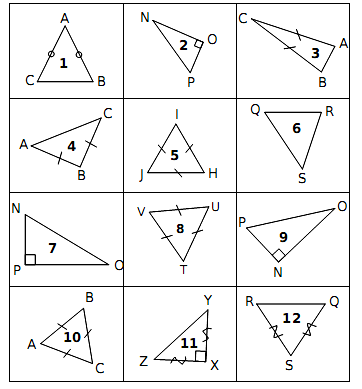 A
1
C B
N
O
2
P
C
A
3
B
C
A 4
B
I
5
J H
Q R
6
S
N
7
P O
V U
8
T
O
P
9
N
B
A 10
C
Y
11
Z X
R Q
12
S